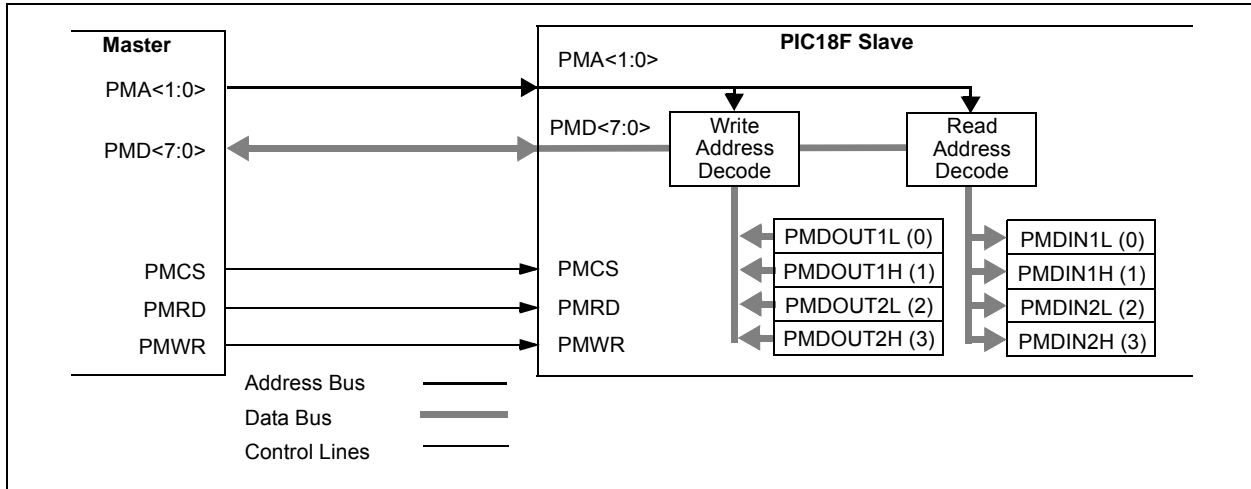 Master
PIC18F Slave
PMA<1:0>
PMA<1:0>
PMD<7:0>
PMD<7:0>
Write
Address
Decode
Read
Address
Decode
PMDOUT1L (0)
PMDOUT1H (1)
PMDOUT2L (2)
PMDOUT2H (3)
PMDIN1L (0)
PMDIN1H (1)
PMDIN2L (2)
PMDIN2H (3)
PMCS
PMCS
PMRD
PMRD
PMWR
PMWR
Address Bus
Data Bus
Control Lines